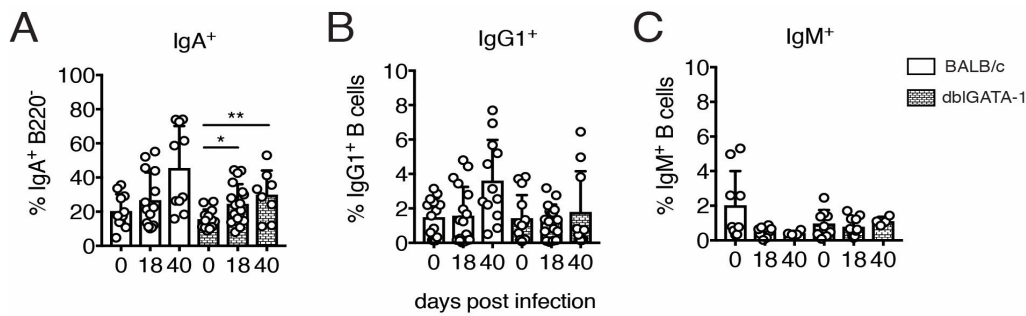 A
IgA+
% IgA+ B220-
100
80
60
40
20
0
**
*
0 18 40 0 18 40
B
IgG1+
% IgG1+ B cells
10
8
6
4
2
0
0 18 40 0 18 40
days post infection
C
IgM+
% IgM+ B cells
10
8
6
4
2
0
0 18 40 0 18 40
BALB/c
dblGATA-1